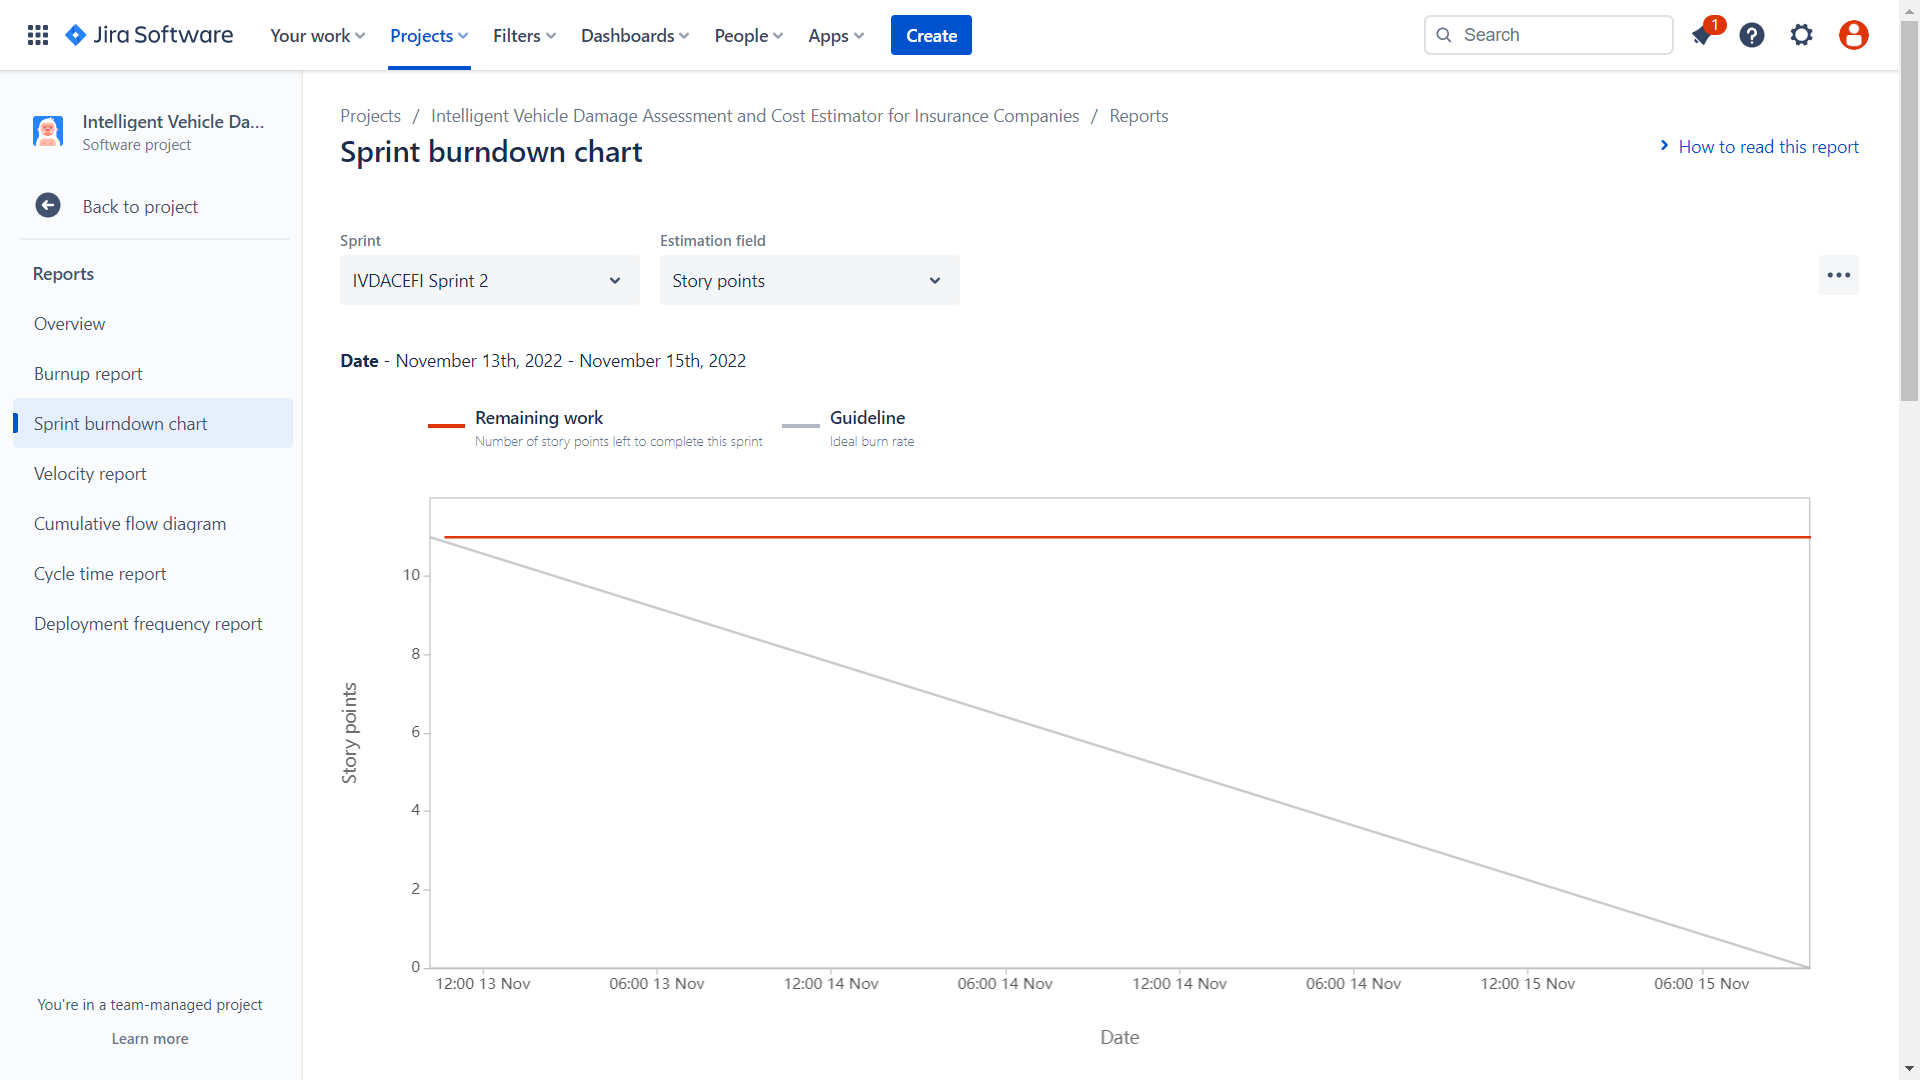 Jira Software
Your work
Projects
Filters
Dashboards
People
Apps
Create
Search
1
Intelligent Vehicle Da...
Software project
Back to project
Reports
Overview
Burnup report
Sprint burndown chart
Velocity report
Cumulative flow diagram
Cycle time report
Deployment frequency report
You're in a team-managed project
Learn more
Projects / Intelligent Vehicle Damage Assessment and Cost Estimator for Insurance Companies / Reports
Sprint burndown chart
How to read this report
Sprint
IVDACEFI Sprint 2
Estimation field
Story points
Date - November 13th, 2022 - November 15th, 2022
Remaining work
Number of story points left to complete this sprint
Guideline
Ideal burn rate
Story points
10
8
6
4
2
0
12:00 13 Nov
06:00 13 Nov
12:00 14 Nov
06:00 14 Nov
12:00 14 Nov
06:00 14 Nov
12:00 15 Nov
06:00 15 Nov
Date